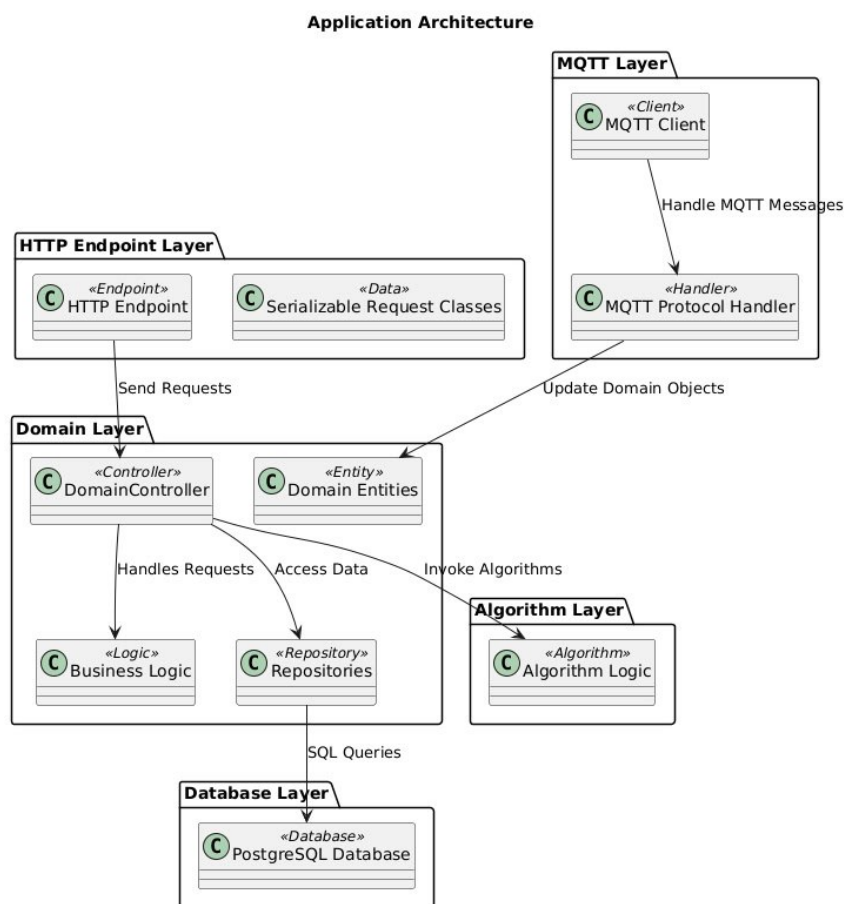 Application Architecture
MQTT Layer
C
«Client»
MQTT Client
Handle MQTT Messages
HTTP Endpoint Layer
C
«Endpoint»
HTTP Endpoint
C
«Data»
Serializable Request Classes
C
«Handler»
MQTT Protocol Handler
Send Requests
Update Domain Objects
Domain Layer
C
«Controller»
DomainController
C
«Entity»
Domain Entities
Handles Requests
Access Data
Invoke Algorithms
Algorithm Layer
C
«Logic»
Business Logic
C
«Repository»
Repositories
C
«Algorithm»
Algorithm Logic
SQL Queries
Database Layer
C
«Database»
PostgreSQL Database